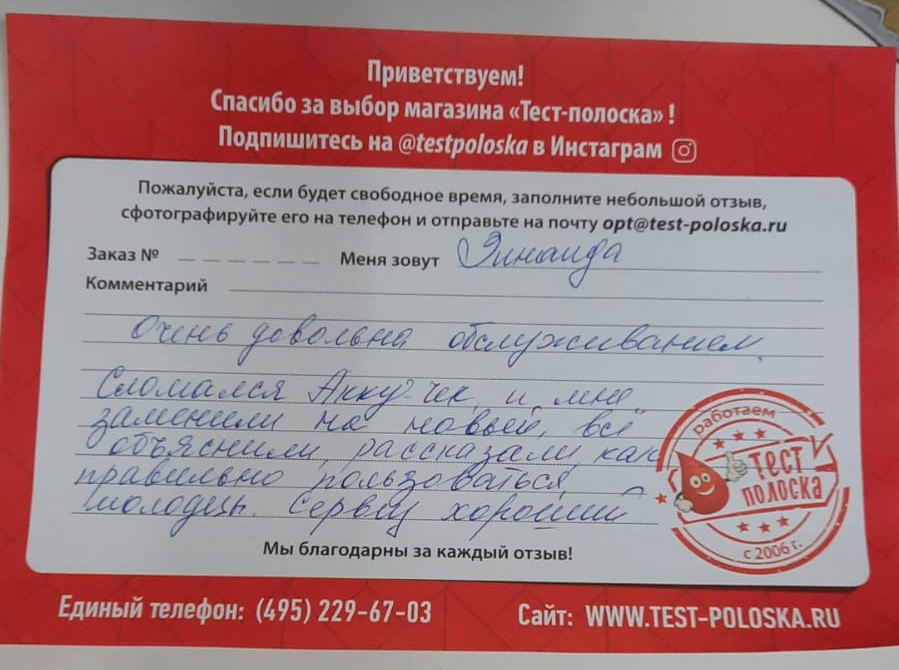 Приветствуем!
Спасибо за выбор магазина «Тест-полоска» !
Подпишитесь на @testpoloska в Инстаграм
Пожалуйста, если будет свободное время, заполните небольшой отзыв,
сфотографируйте его на телефон и отправьте на почту opt@test-poloska.ru
Заказ № _ _ _ _ _ _ Меня зовут Зинаида
Комментарий
Очень довольна обслуживанием.
Сломался Акку-чек, и мне
заменили на новый, всё
объяснили, рассказали, как
правильно пользоваться,
молодцы. Сервис хороший
работаем
ТЕСТ
ПОЛОСКА
с 2006 г.
Мы благодарны за каждый отзыв!
Единый телефон: (495) 229-67-03 Сайт: WWW.TEST-POLOSKA.RU